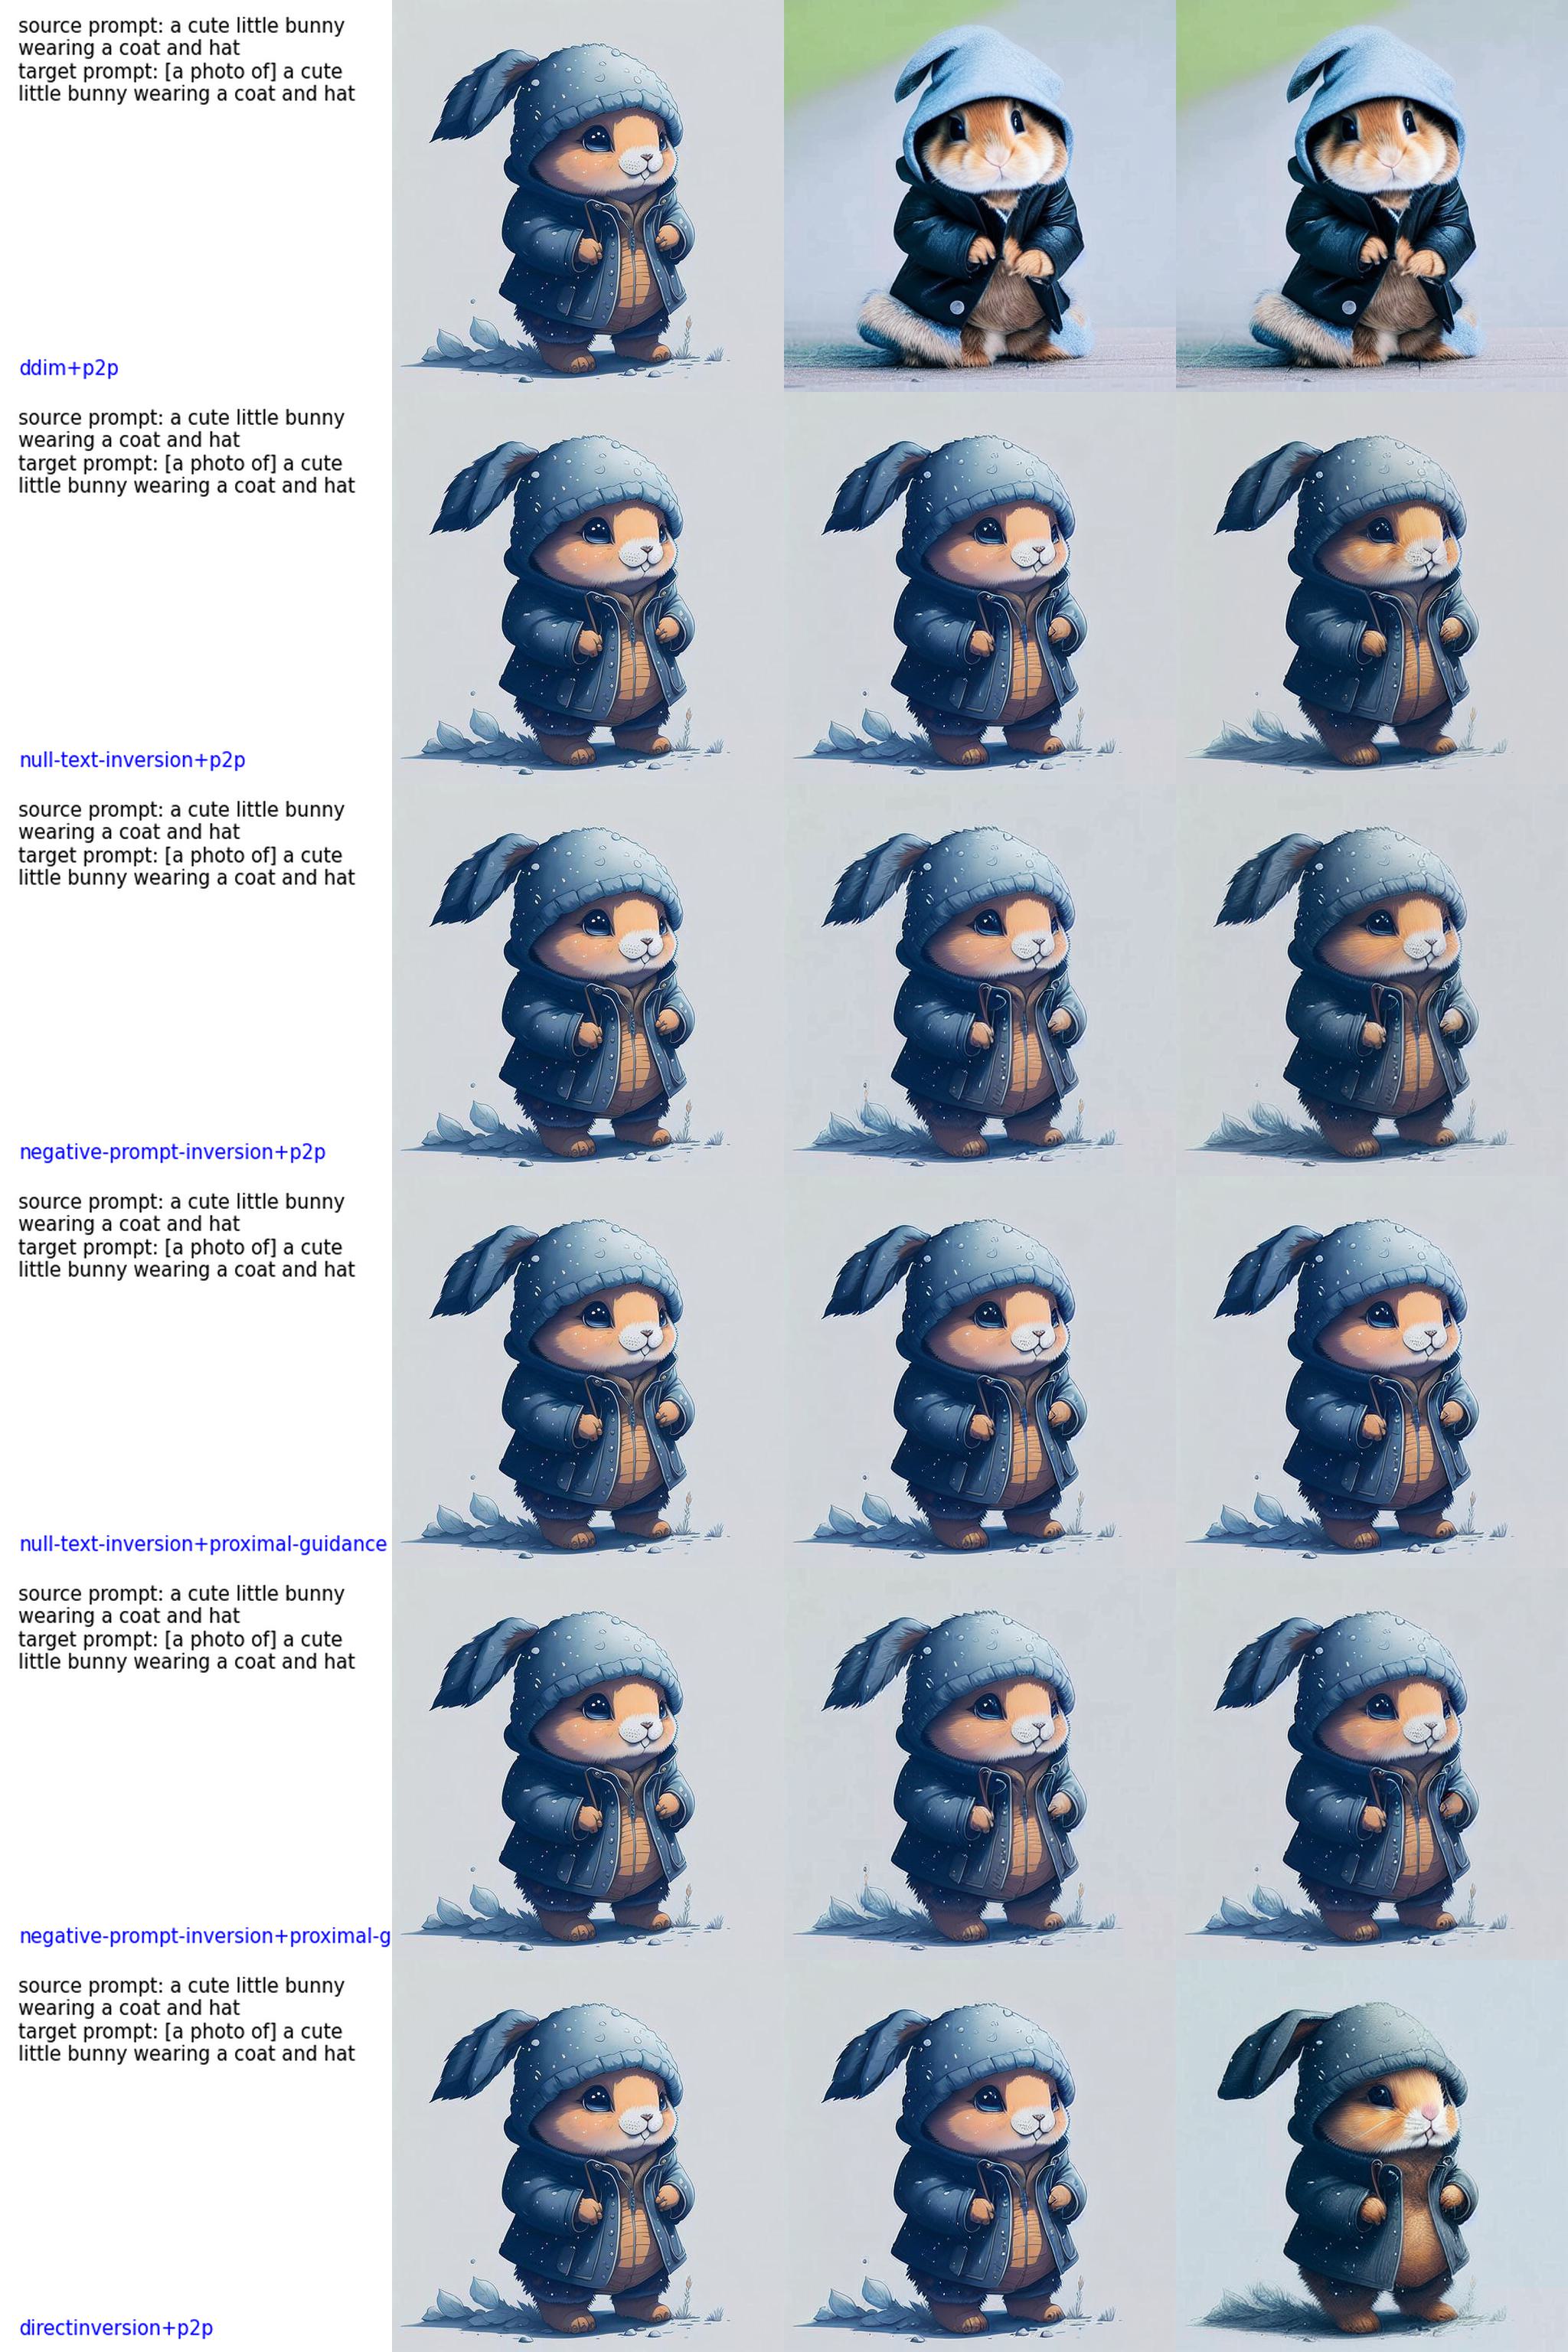 source prompt: a cute little bunny
wearing a coat and hat
target prompt: [a photo of] a cute
little bunny wearing a coat and hat
ddim+p2p
source prompt: a cute little bunny
wearing a coat and hat
target prompt: [a photo of] a cute
little bunny wearing a coat and hat
null-text-inversion+p2p
source prompt: a cute little bunny
wearing a coat and hat
target prompt: [a photo of] a cute
little bunny wearing a coat and hat
negative-prompt-inversion+p2p
source prompt: a cute little bunny
wearing a coat and hat
target prompt: [a photo of] a cute
little bunny wearing a coat and hat
null-text-inversion+proximal-guidance
source prompt: a cute little bunny
wearing a coat and hat
target prompt: [a photo of] a cute
little bunny wearing a coat and hat
negative-prompt-inversion+proximal-g
source prompt: a cute little bunny
wearing a coat and hat
target prompt: [a photo of] a cute
little bunny wearing a coat and hat
directinversion+p2p